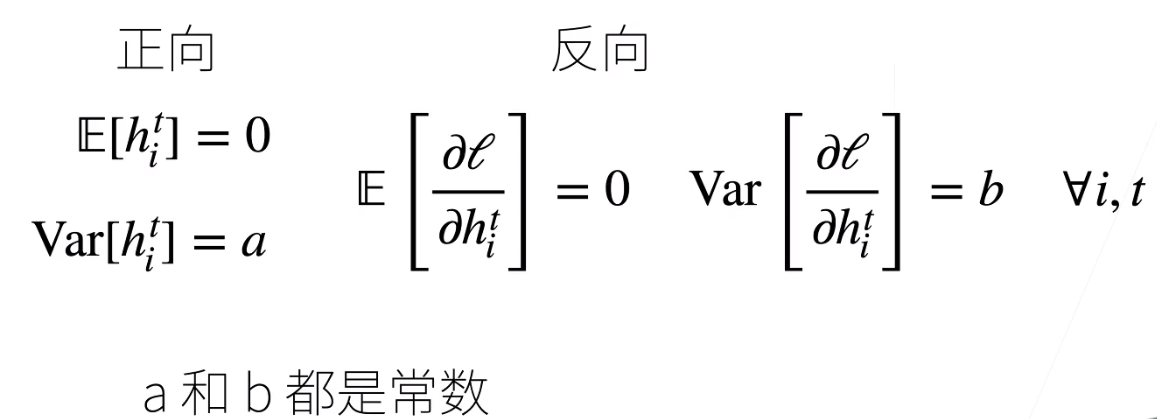 正向
反向
𝔼[h_i^t] = 0
Var[h_i^t] = a
𝔼[∂ℓ/∂h_i^t] = 0 Var[∂ℓ/∂h_i^t] = b ∀i, t
a 和 b 都是常数